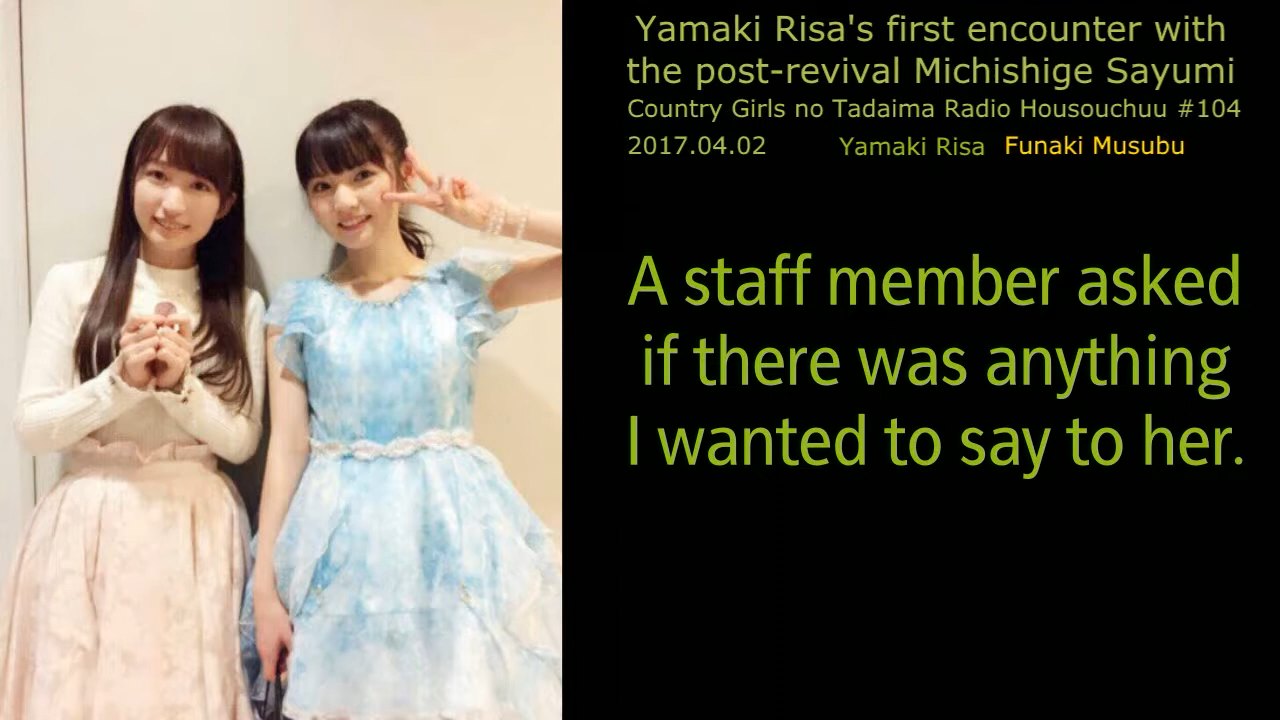 Yamaki Risa's first encounter with
the post-revival Michishige Sayumi
Country Girls no Tadaima Radio Housouchuu #104
2017.04.02 Yamaki Risa Funaki Musubu
A staff member asked
if there was anything
I wanted to say to her.